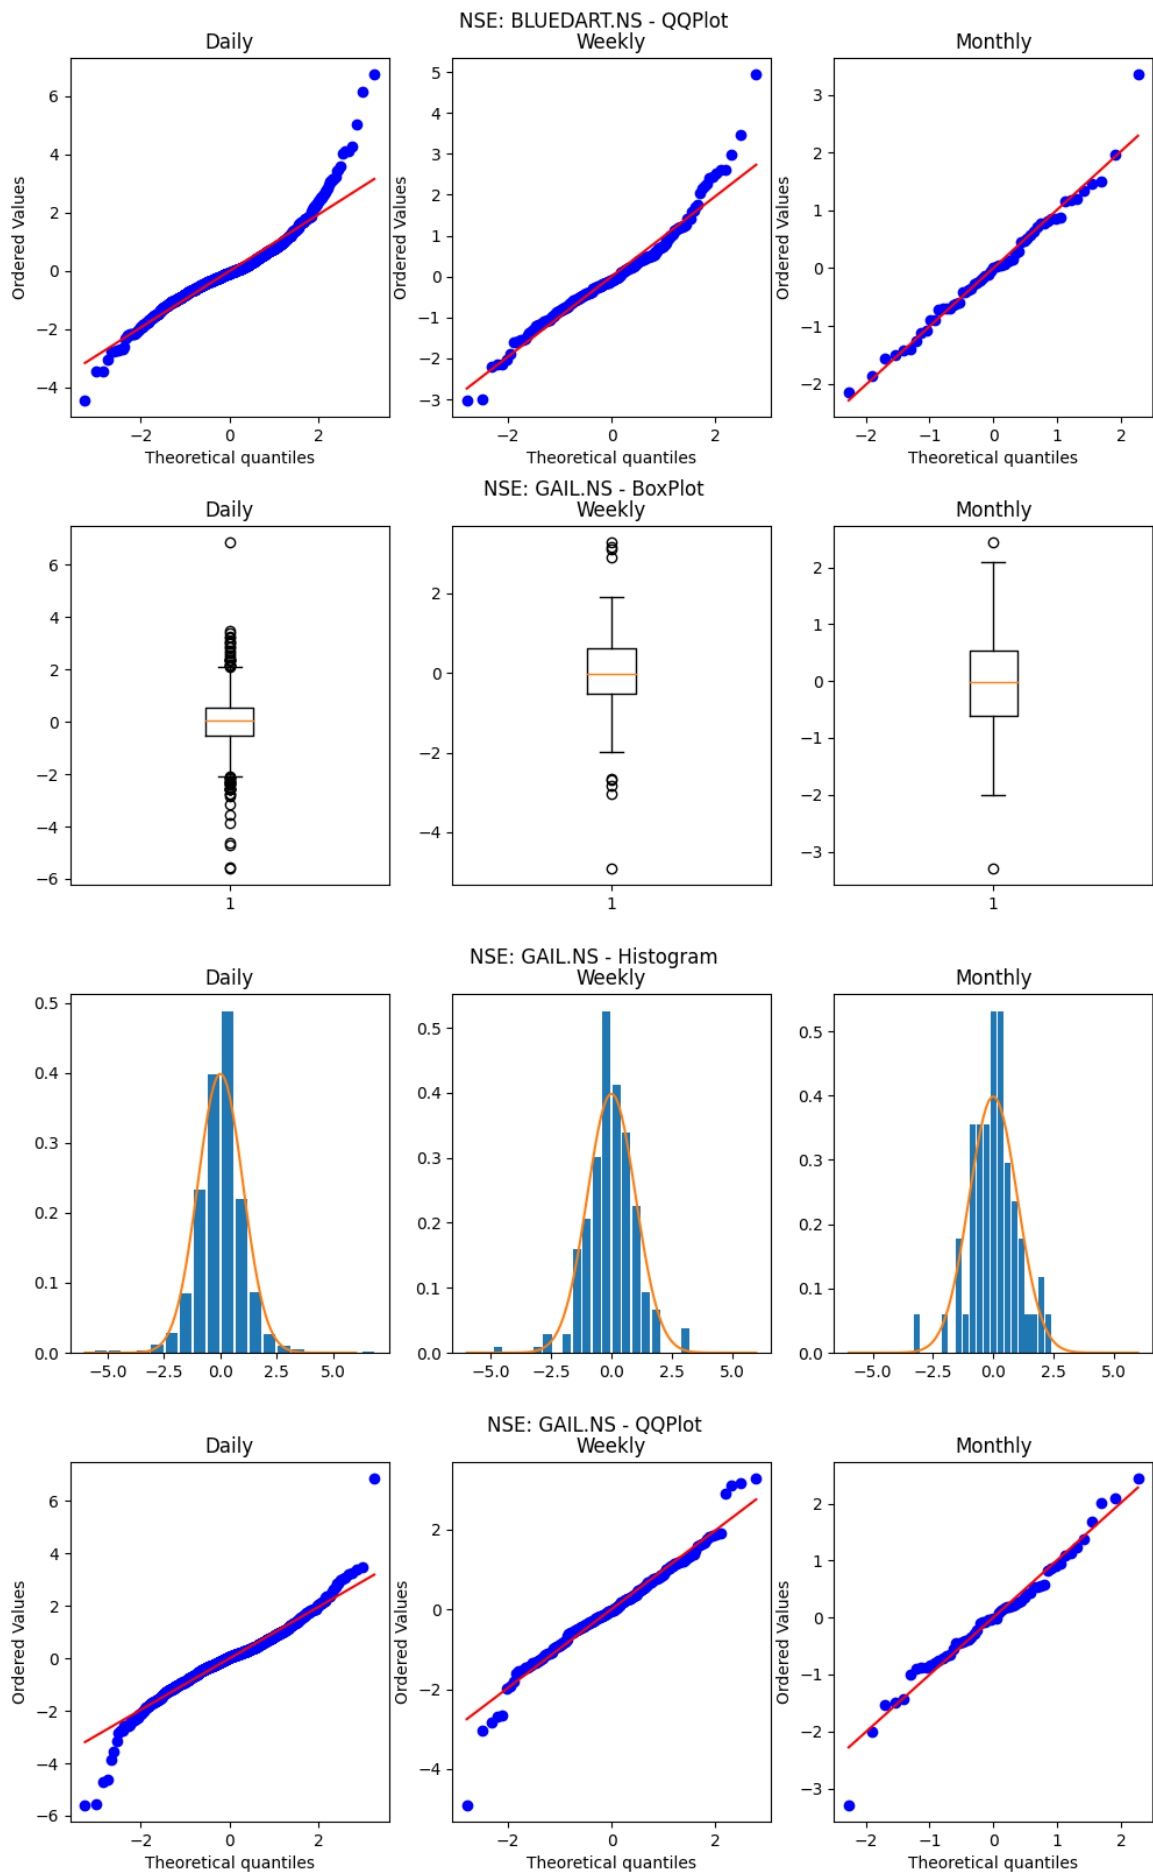 NSE: BLUEDART.NS - QQPlot
Daily Weekly Monthly
6 5 3
4 4 2
2 3 1
0 2 0
−2 1 −1
−4 0 −2
−1
−2
−3
Ordered Values Ordered Values Ordered Values
−2 0 2 −2 0 2 −2 −1 0 1 2
Theoretical quantiles Theoretical quantiles Theoretical quantiles
NSE: GAIL.NS - BoxPlot
Daily Weekly Monthly
6 2 2
4 0 1
2 −2 0
0 −4 −1
−2 −2
−4 −3
−6
1 1 1
NSE: GAIL.NS - Histogram
Daily Weekly Monthly
0.5 0.5 0.5
0.4 0.4 0.4
0.3 0.3 0.3
0.2 0.2 0.2
0.1 0.1 0.1
0.0 0.0 0.0
−5.0 −2.5 0.0 2.5 5.0 −5.0 −2.5 0.0 2.5 5.0 −5.0 −2.5 0.0 2.5 5.0
NSE: GAIL.NS - QQPlot
Daily Weekly Monthly
6 2 2
4 0 1
2 −2 0
0 −4 −1
−2 −2
−4 −3
−6
Ordered Values Ordered Values Ordered Values
−2 0 2 −2 0 2 −2 −1 0 1 2
Theoretical quantiles Theoretical quantiles Theoretical quantiles